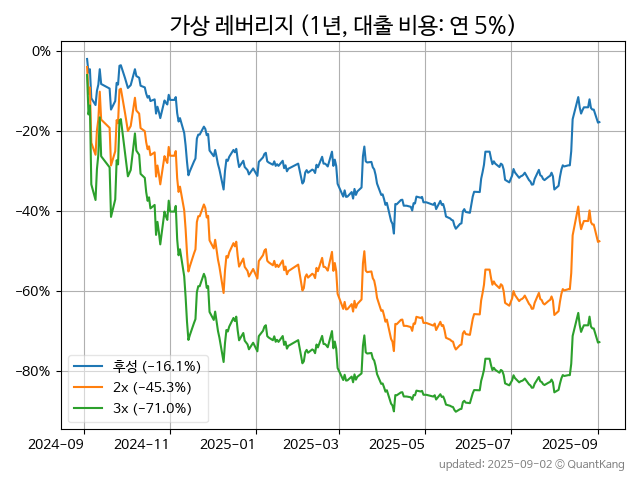 가상 레버리지 (1년, 대출 비용: 연 5%)
0%
−20%
−40%
−60%
−80%
후성 (−16.1%)
2x (−45.3%)
3x (−71.0%)
2024-09 2024-11 2025-01 2025-03 2025-05 2025-07 2025-09
updated: 2025-09-02 © QuantKang